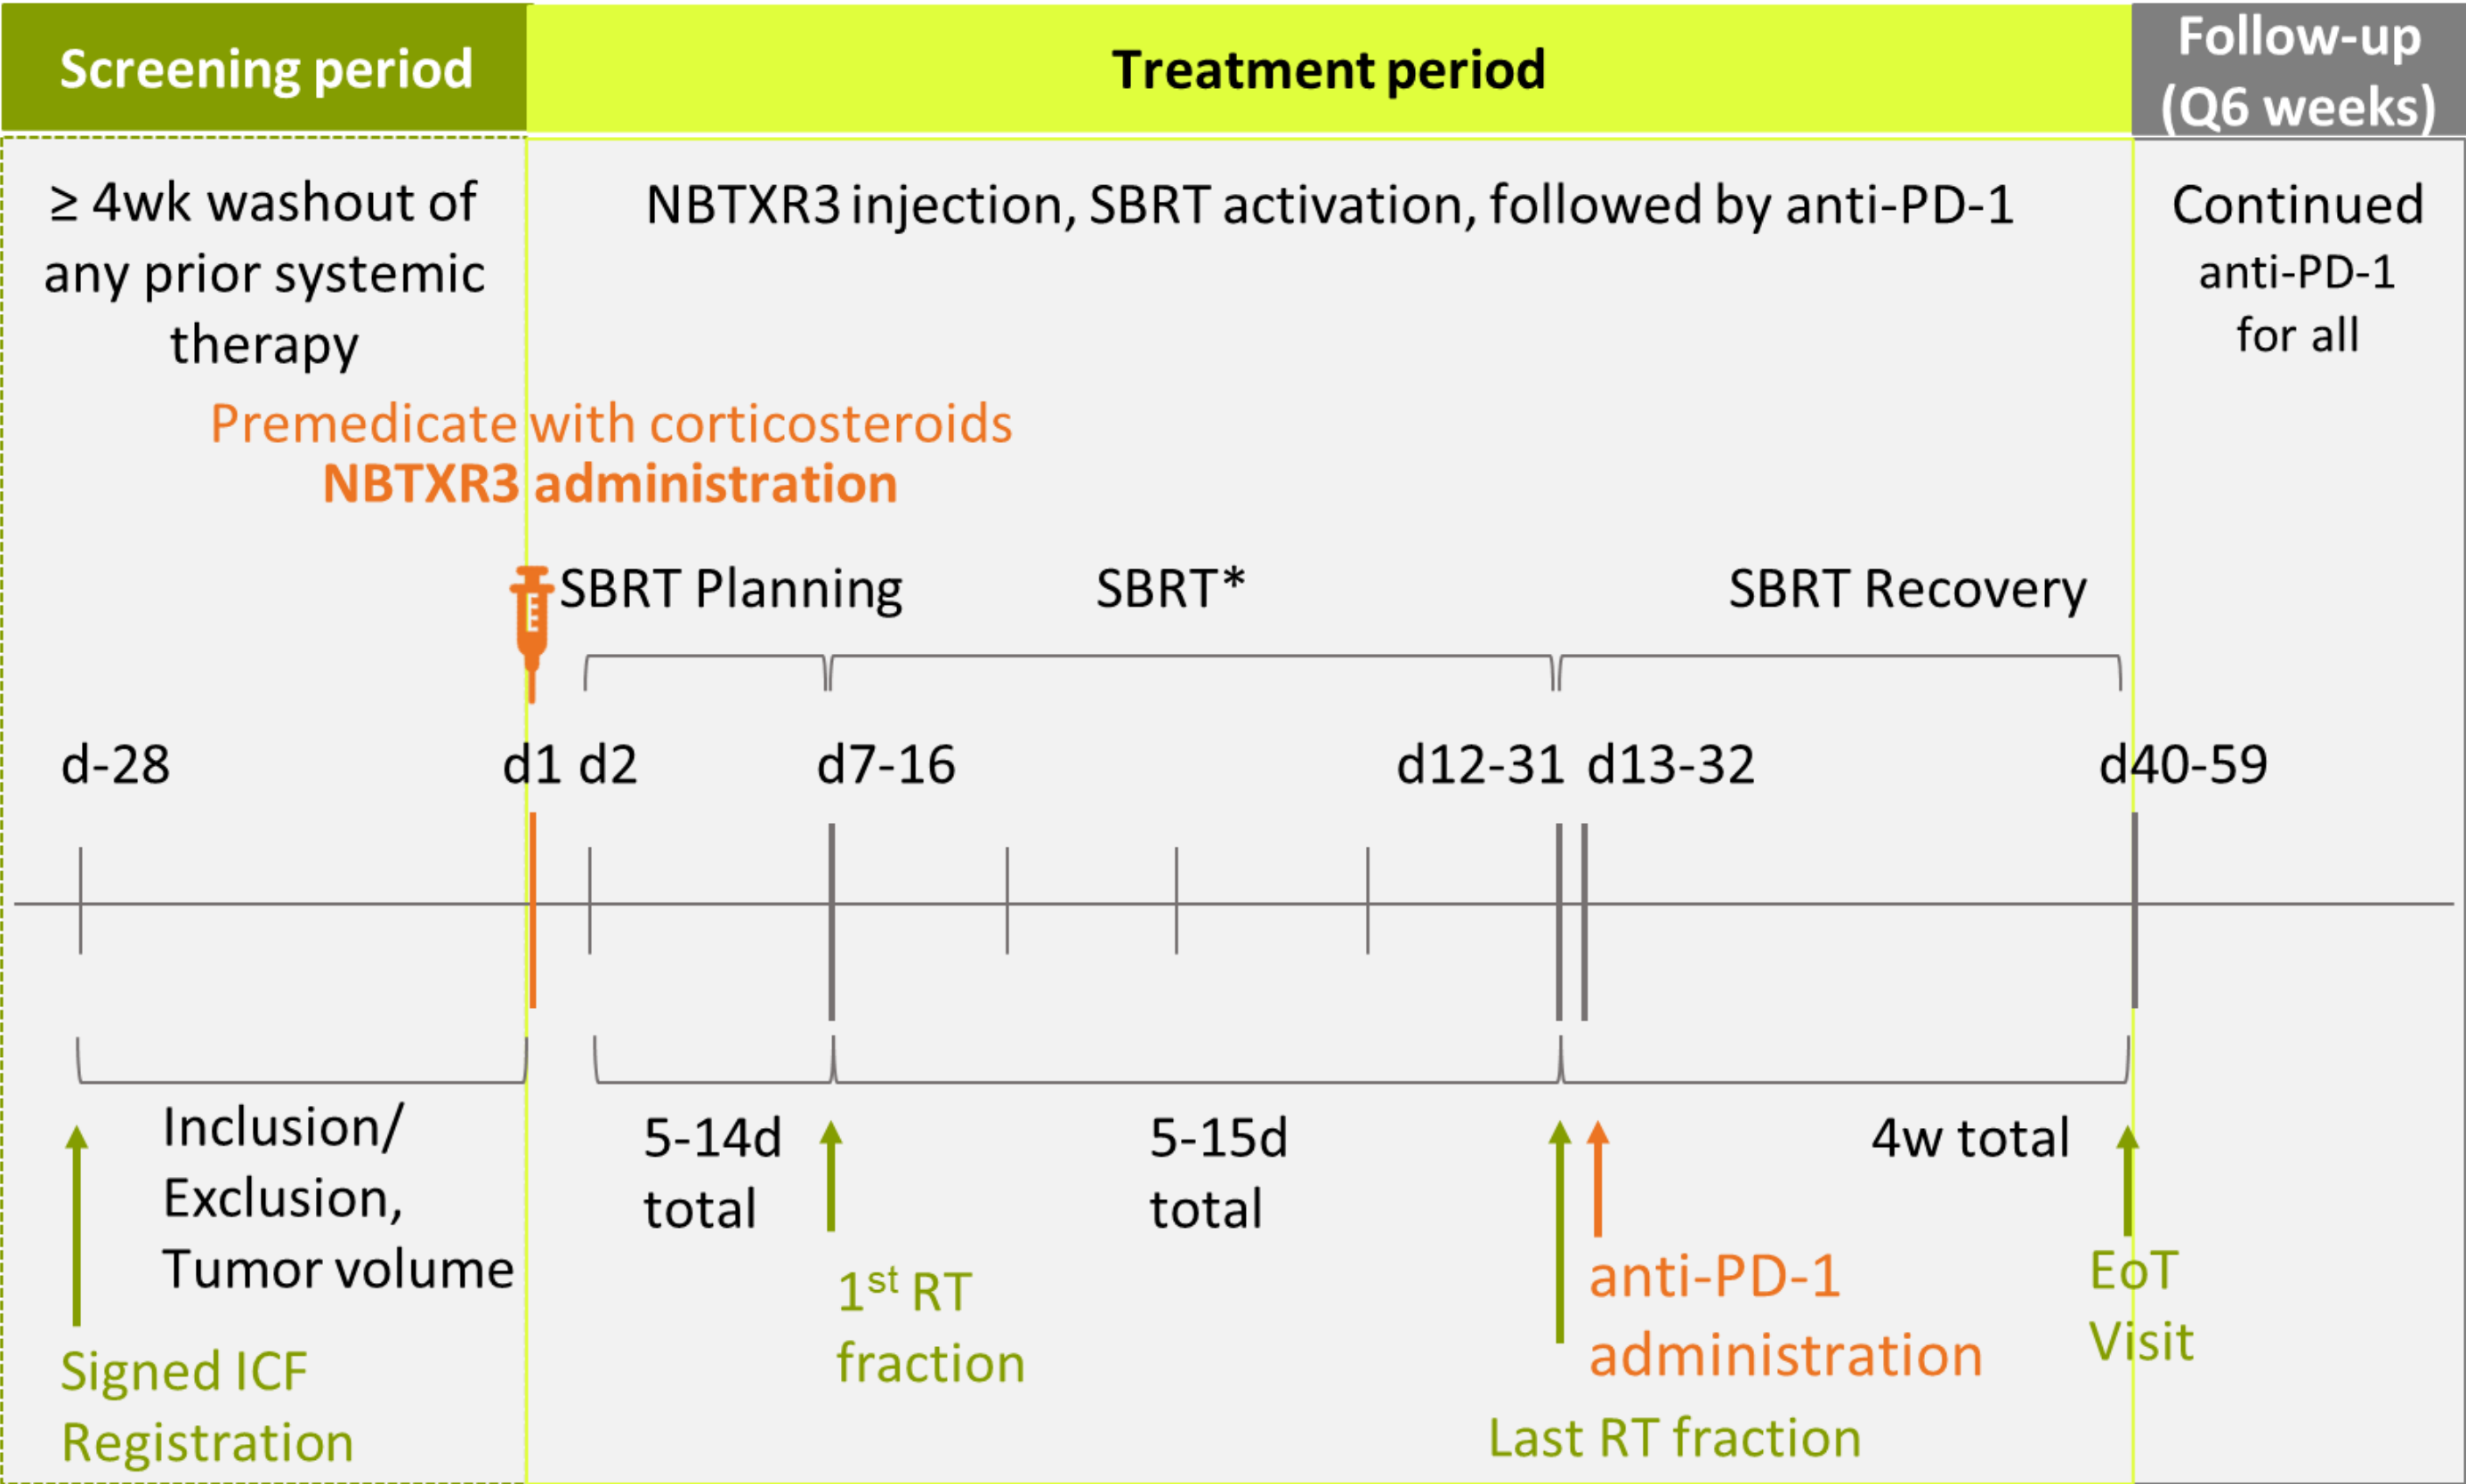 Screening period
Treatment period
Follow-up
(Q6 weeks)
≥ 4wk washout of
any prior systemic
therapy
NBTXR3 injection, SBRT activation, followed by anti-PD-1
Continued
anti-PD-1
for all
Premedicate with corticosteroids
NBTXR3 administration
SBRT Planning
SBRT*
SBRT Recovery
d-28
d1
d2
d7-16
d12-31
d13-32
d40-59
Inclusion/
Exclusion,
Tumor volume
5-14d
total
5-15d
total
4w total
Signed ICF
Registration
1st RT
fraction
Last RT fraction
anti-PD-1
administration
EoT
Visit